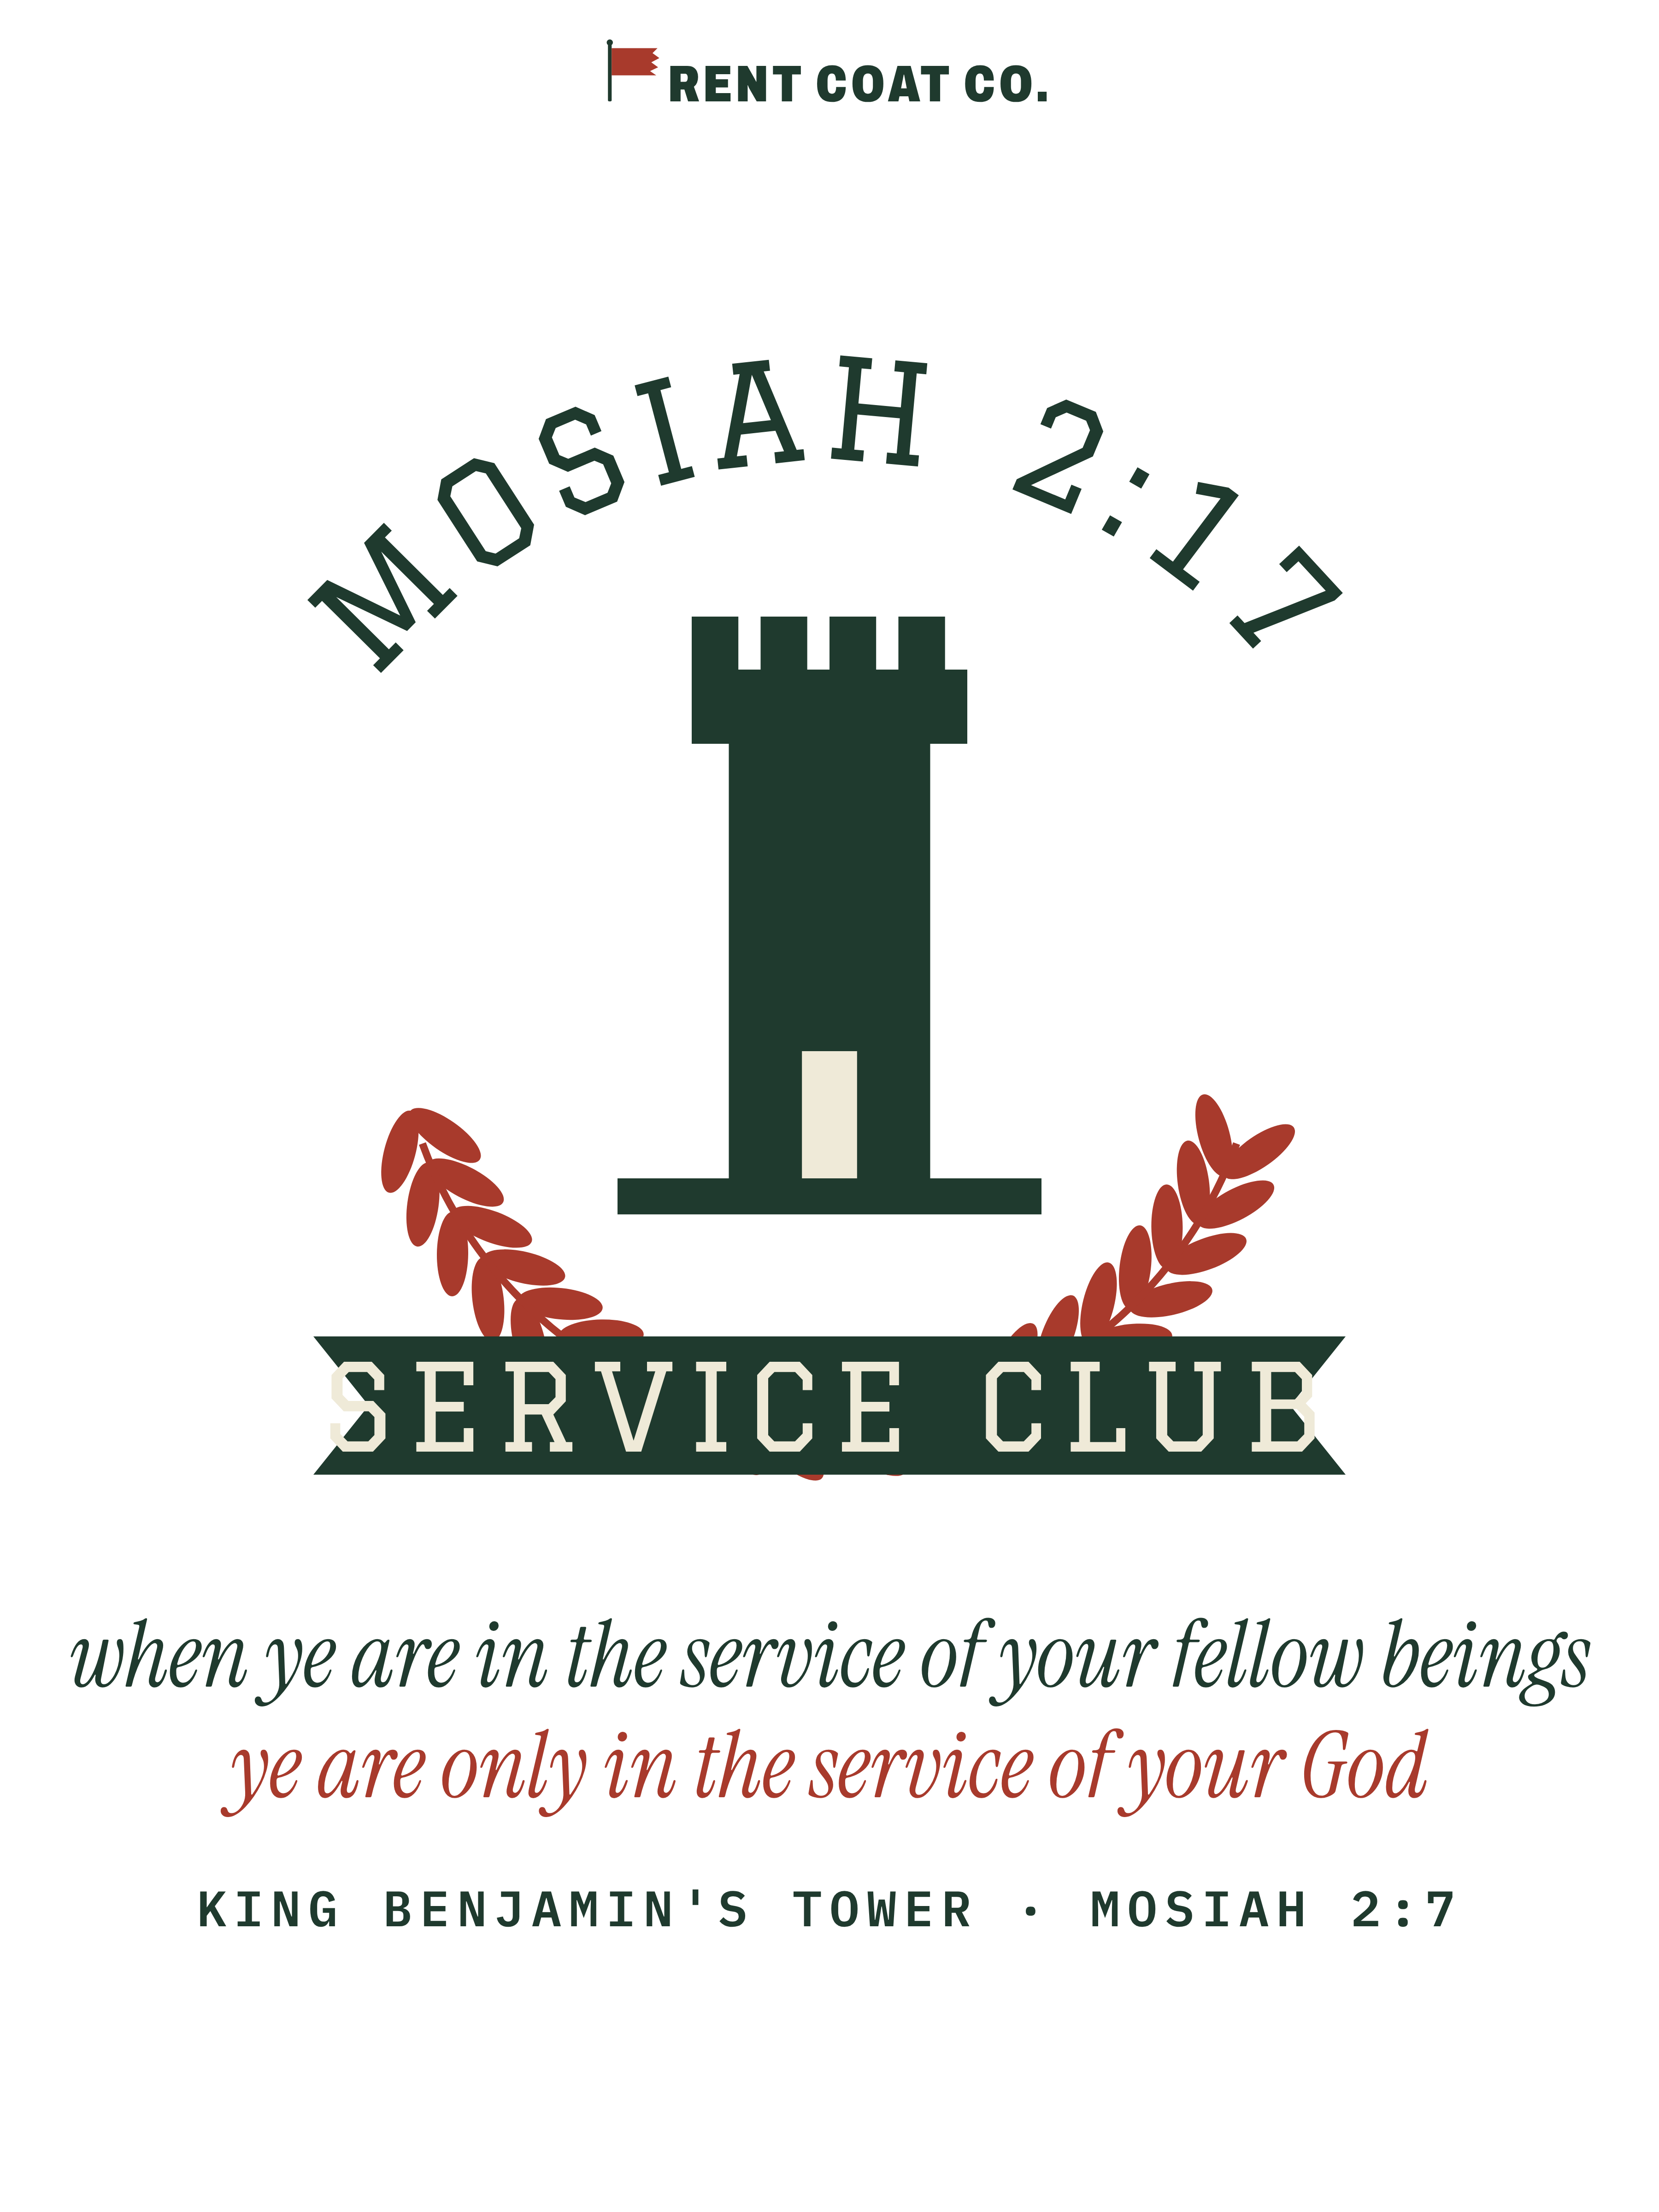 RENT COAT CO.
MOSIAH 2:17
SERVICE CLUB
when ye are in the service of your fellow beings
ye are only in the service of your God
KING BENJAMIN'S TOWER · MOSIAH 2:7